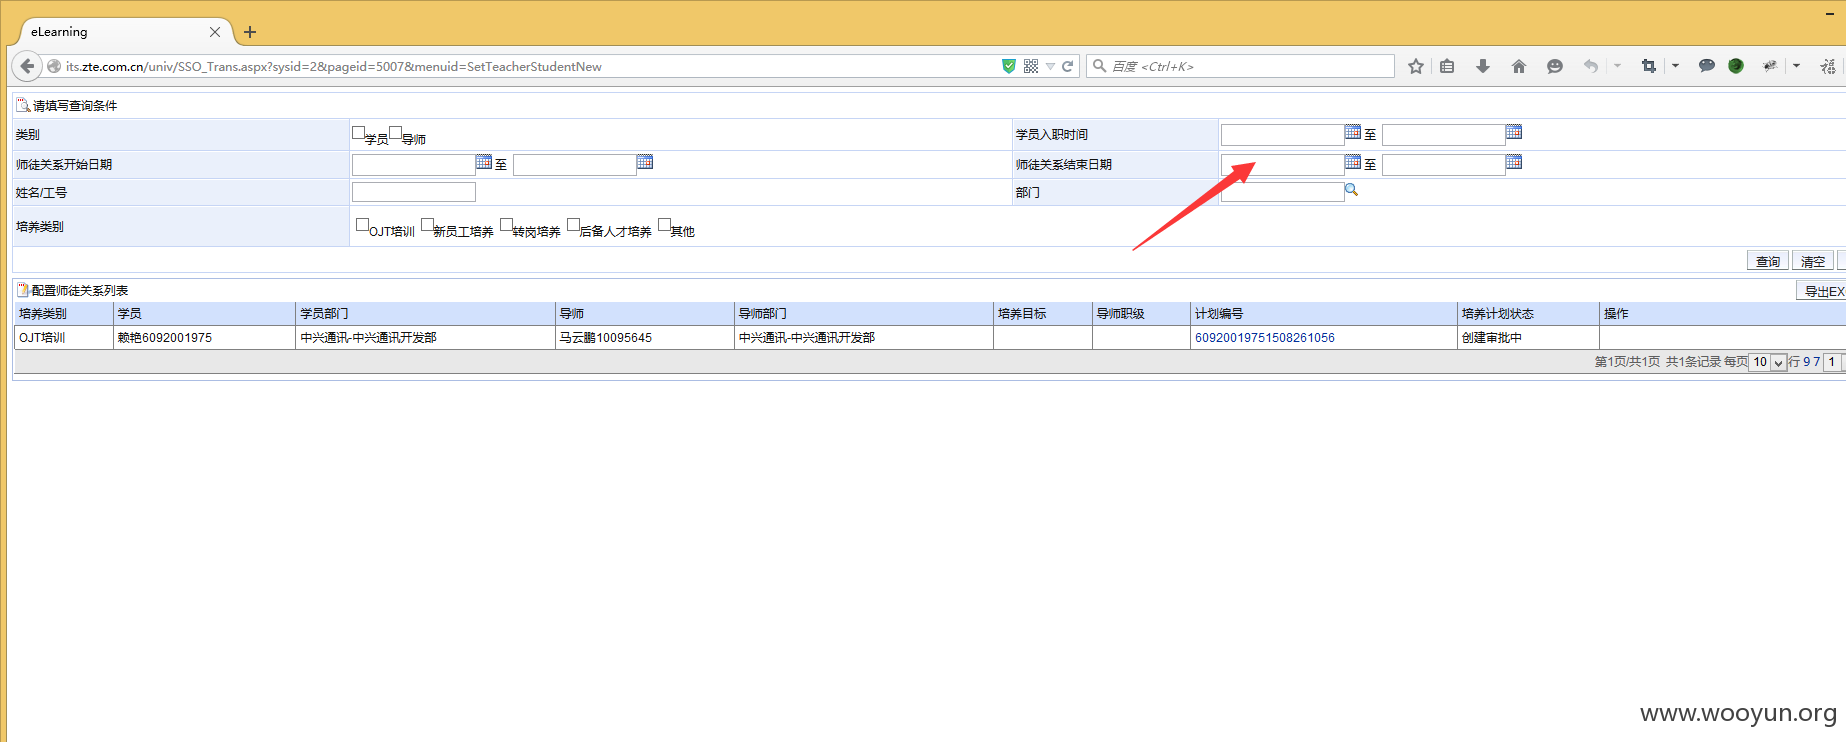 eLearning
its.zte.com.cn/univ/SSO_Trans.aspx?sysid=2&pageid=5007&menuid=SetTeacherStudentNew
百度 <Ctrl+K>
请填写查询条件
类别 学员 导师 学员入职时间 至
师徒关系开始日期 至 师徒关系结束日期 至
姓名/工号 部门
培养类别 OJT培训 新员工培养 转岗培养 后备人才培养 其他
查询 清空
配置师徒关系列表 导出EX
培养类别 学员 学员部门 导师 导师部门 培养目标 导师职级 计划编号 培养计划状态 操作
OJT培训 赖艳6092001975 中兴通讯-中兴通讯开发部 马云鹏10095645 中兴通讯-中兴通讯开发部 60920019751508261056 创建审批中
第1页/共1页 共1条记录 每页 10 行 9 7 1
www.wooyun.org